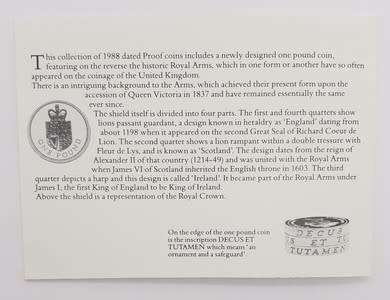 This collection of 1988 dated Proof coins includes a newly designed one pound coin,
featuring on the reverse the historic Royal Arms, which in one form or another have so often
appeared on the coinage of the United Kingdom.
There is an intriguing background to the Arms, which achieved their present form upon the
accession of Queen Victoria in 1837 and have remained essentially the same
ever since.
The shield itself is divided into four parts. The first and fourth quarters show
lions passant guardant, a design known in heraldry as 'England' dating from
about 1198 when it appeared on the second Great Seal of Richard Coeur de
Lion. The second quarter shows a lion rampant within a double tressure with
Fleur de Lys, and is known as 'Scotland'. The design dates from the reign of
Alexander II of that country (1214-49) and was united with the Royal Arms
when James VI of Scotland inherited the English throne in 1603. The third
quarter depicts a harp and this design is called 'Ireland'. It became part of the Royal Arms under
James I, the first King of England to be King of Ireland.
Above the shield is a representation of the Royal Crown.
ONE POUND
On the edge of the one pound coin
is the inscription DECUS ET
TUTAMEN which means 'an
ornament and a safeguard'
DECUS
ET
TUTAMEN